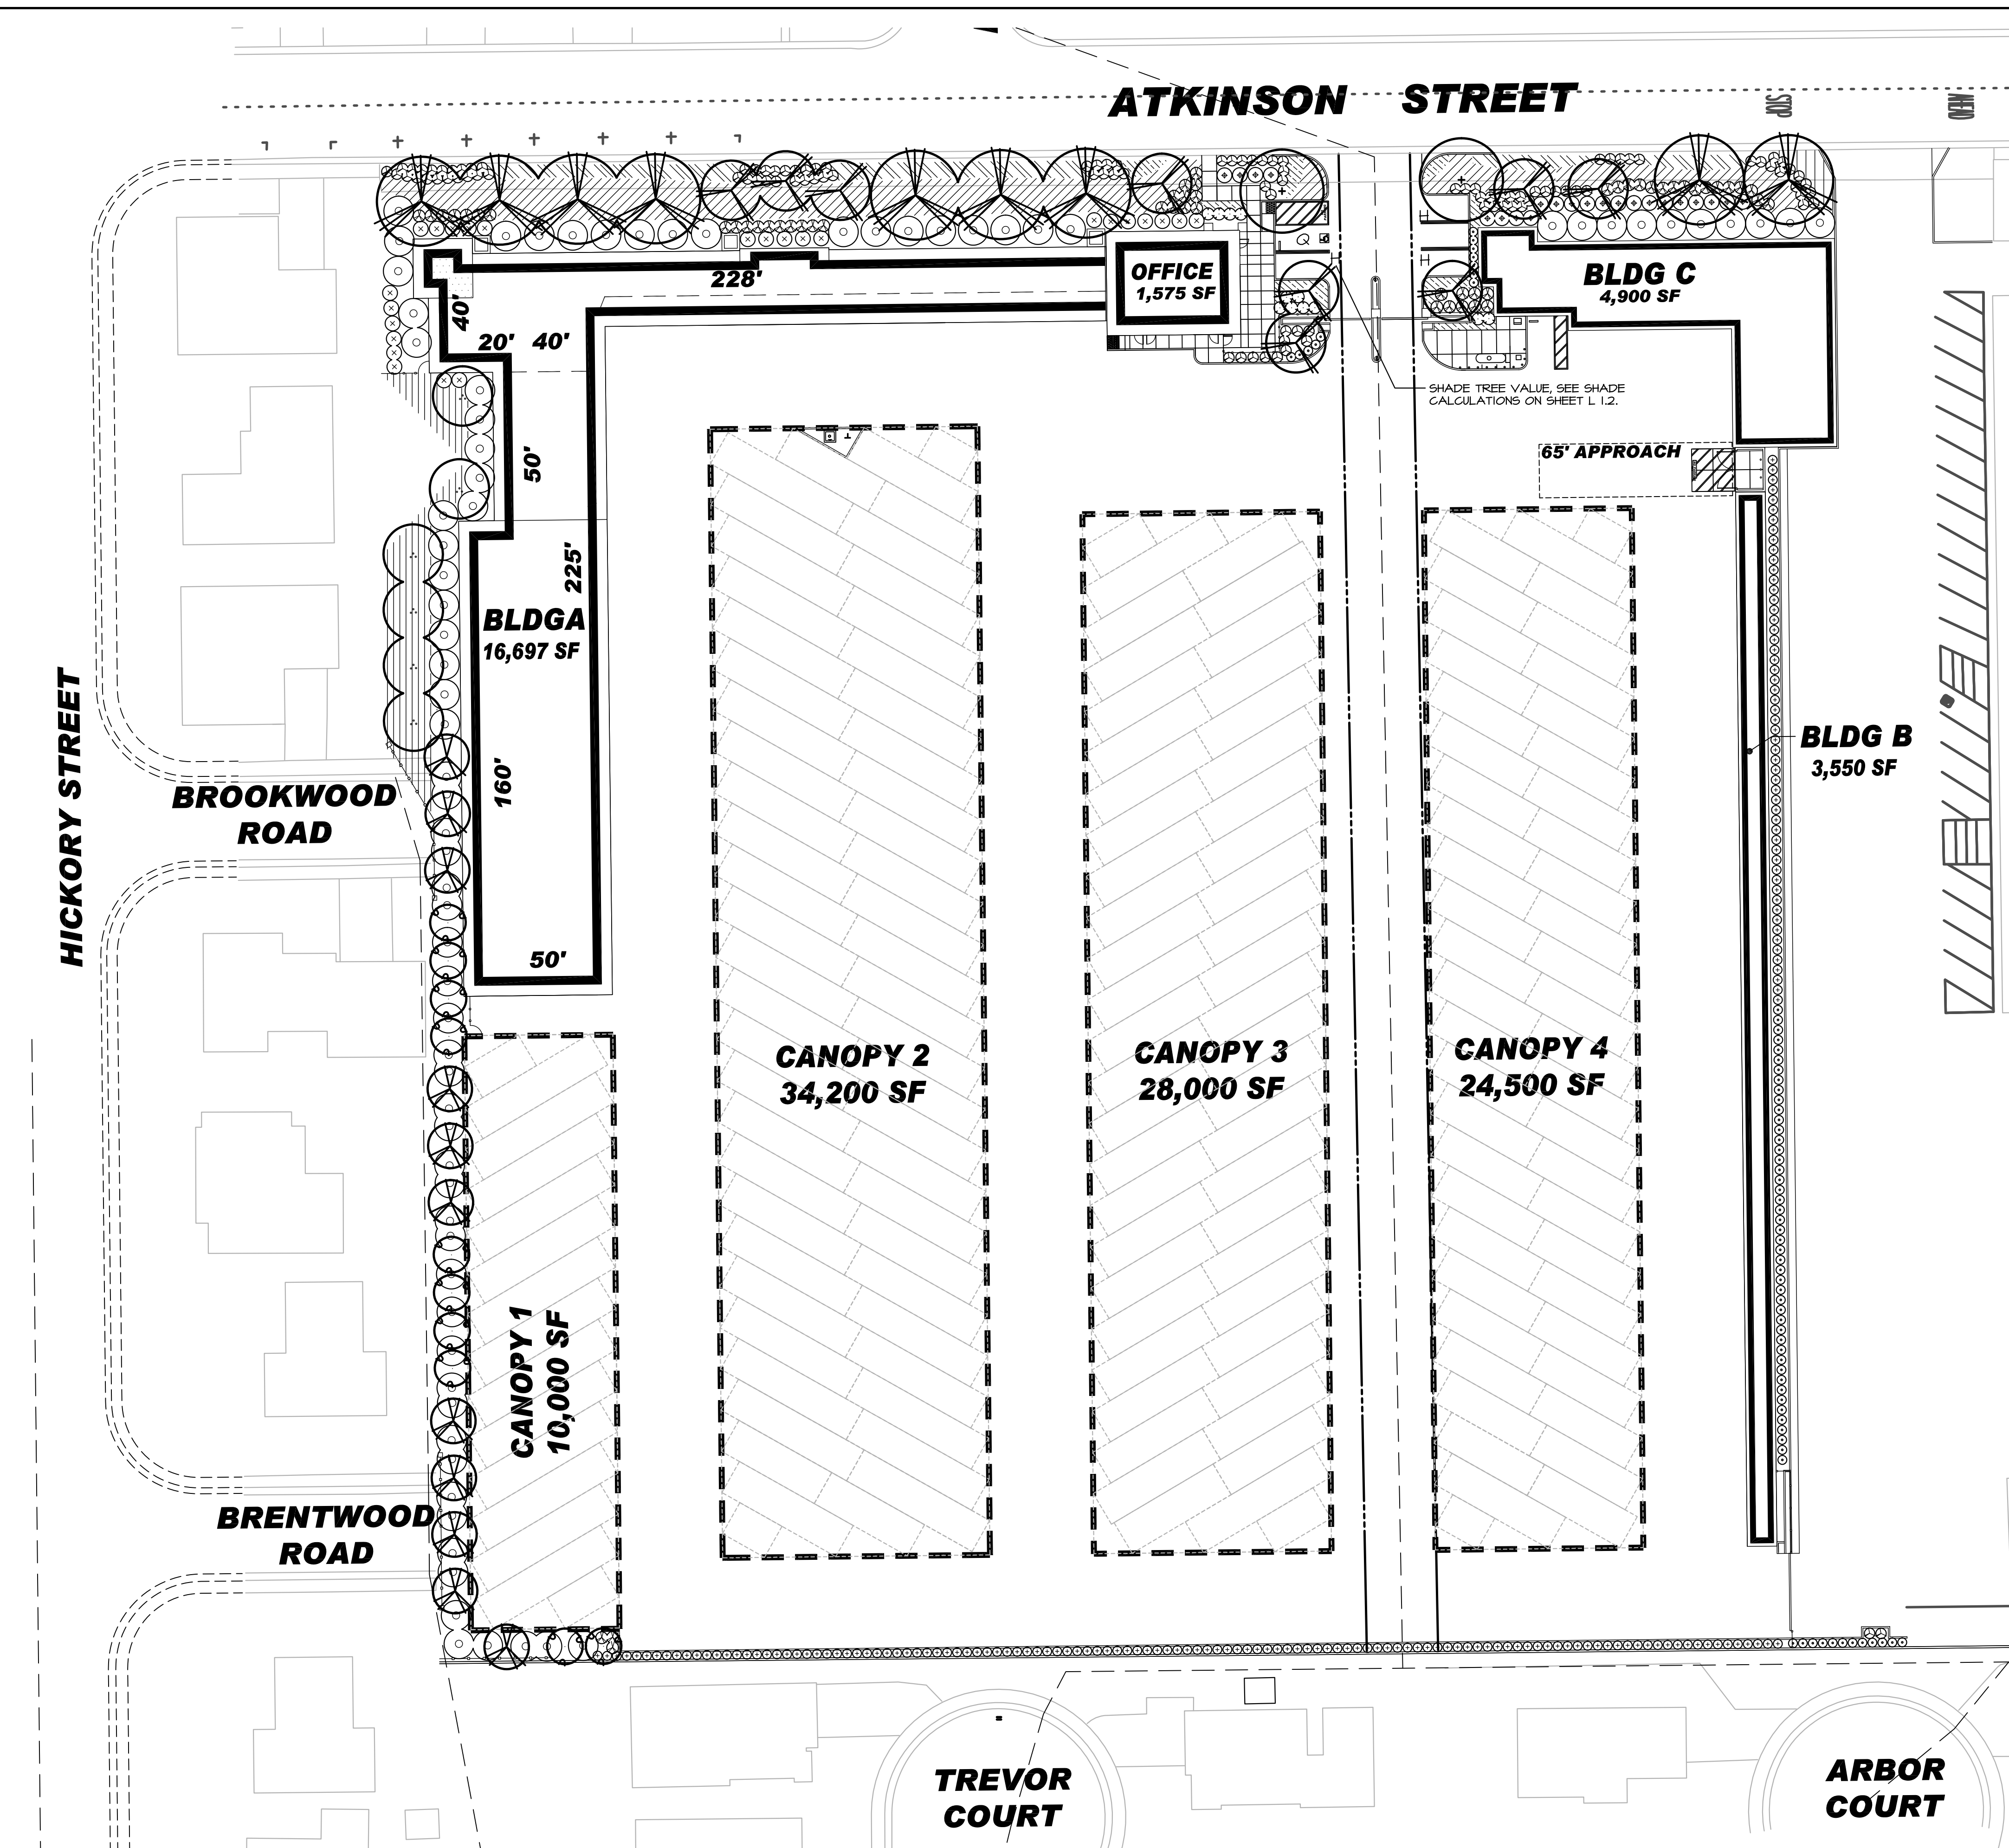 ATKINSON STREET
STOP
AHEAD
228'
OFFICE
1,575 SF
BLDG C
4,900 SF
40'
20' 40'
SHADE TREE VALUE, SEE SHADE
CALCULATIONS ON SHEET L 1.2.
50'
65' APPROACH
225'
BLDGA
16,697 SF
HICKORY STREET
160'
BROOKWOOD
ROAD
BLDG B
3,550 SF
50'
CANOPY 2
34,200 SF
CANOPY 3
28,000 SF
CANOPY 4
24,500 SF
CANOPY 1
10,000 SF
BRENTWOOD
ROAD
TREVOR
COURT
ARBOR
COURT